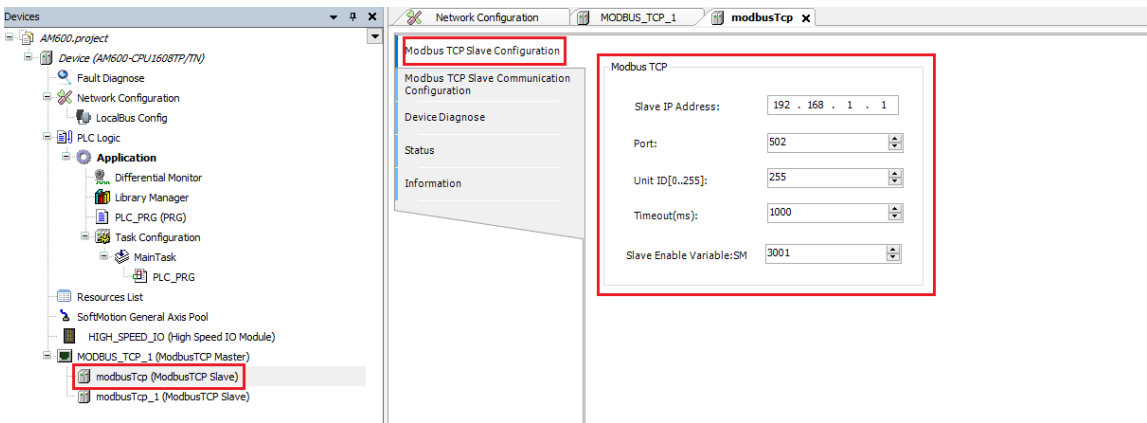 Devices
AM600.project
Device (AM600-CPU1608TP/TN)
Fault Diagnose
Network Configuration
LocalBus Config
PLC Logic
Application
Differential Monitor
Library Manager
PLC_PRG (PRG)
Task Configuration
MainTask
PLC_PRG
Resources List
SoftMotion General Axis Pool
HIGH_SPEED_IO (High Speed IO Module)
MODBUS_TCP_1 (ModbusTCP Master)
modbusTcp (ModbusTCP Slave)
modbusTcp_1 (ModbusTCP Slave)
Network Configuration MODBUS_TCP_1 modbusTcp
Modbus TCP Slave Configuration
Modbus TCP Slave Communication
Configuration
Device Diagnose
Status
Information
Modbus TCP
Slave IP Address: 192 . 168 . 1 . 1
Port: 502
Unit ID[0..255]: 255
Timeout(ms): 1000
Slave Enable Variable:SM 3001